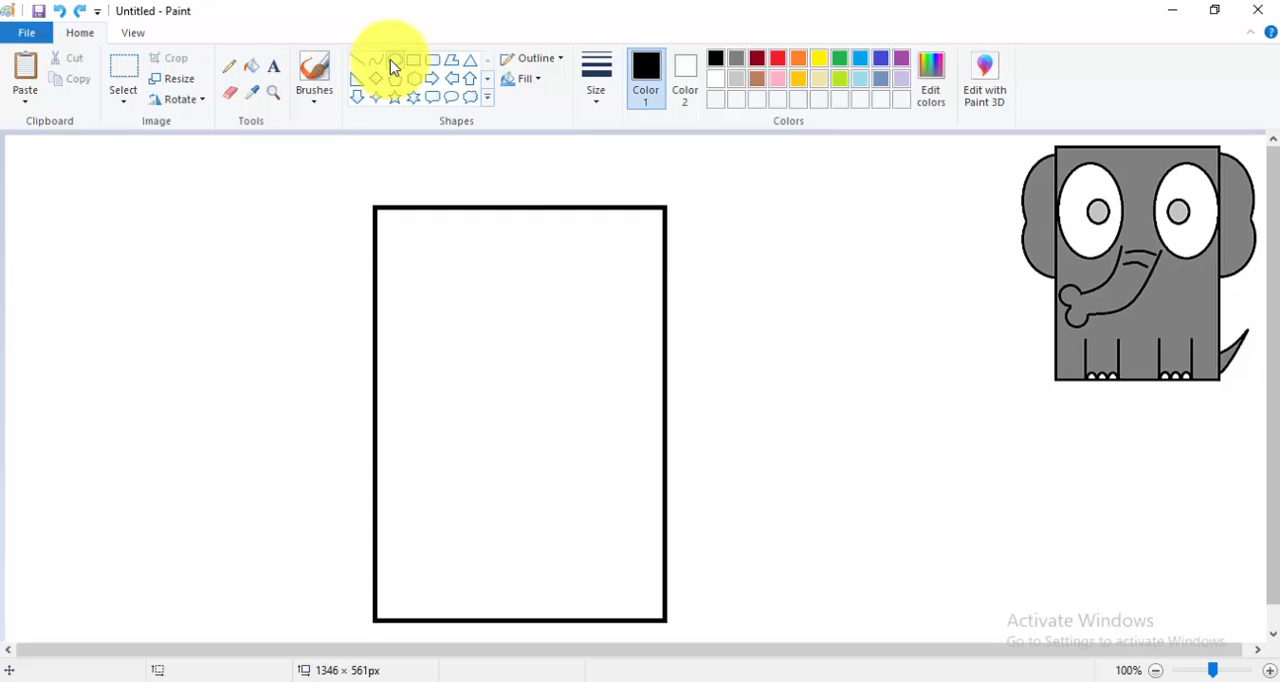 Untitled - Paint
File Home View
Paste Cut Copy
Clipboard
Select Crop Resize Rotate
Image
A
Tools
Brushes
Outline Fill
Shapes
Size
Color 1
Color 2
Edit colors
Colors
Edit with Paint 3D
Activate Windows
Go to Settings to activate Windows.
1346 × 561px
100%